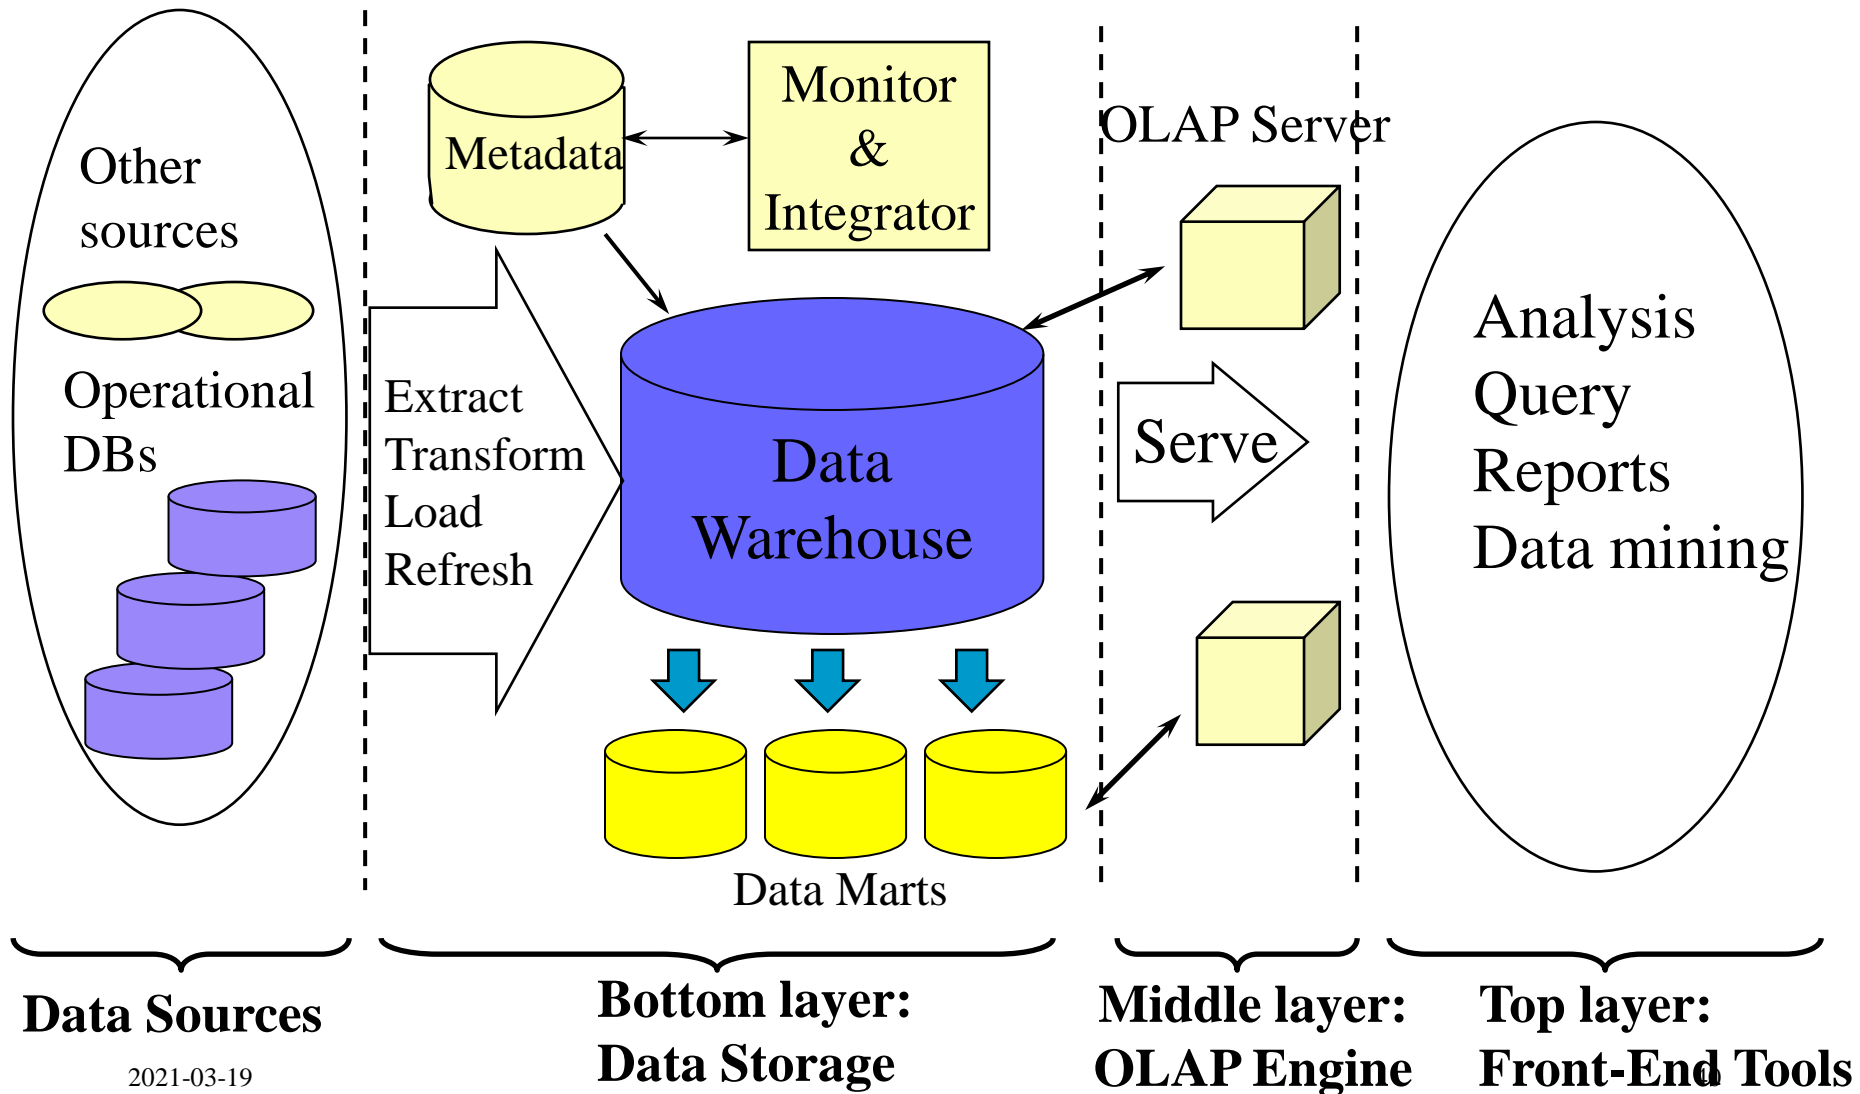 Other
sources
Operational
DBs
Extract
Transform
Load
Refresh
Metadata
Monitor
&
Integrator
Data
Warehouse
Data Marts
OLAP Server
Serve
Analysis
Query
Reports
Data mining
Data Sources
Bottom layer:
Data Storage
Middle layer:
OLAP Engine
Top layer:
Front-End Tools
2021-03-19